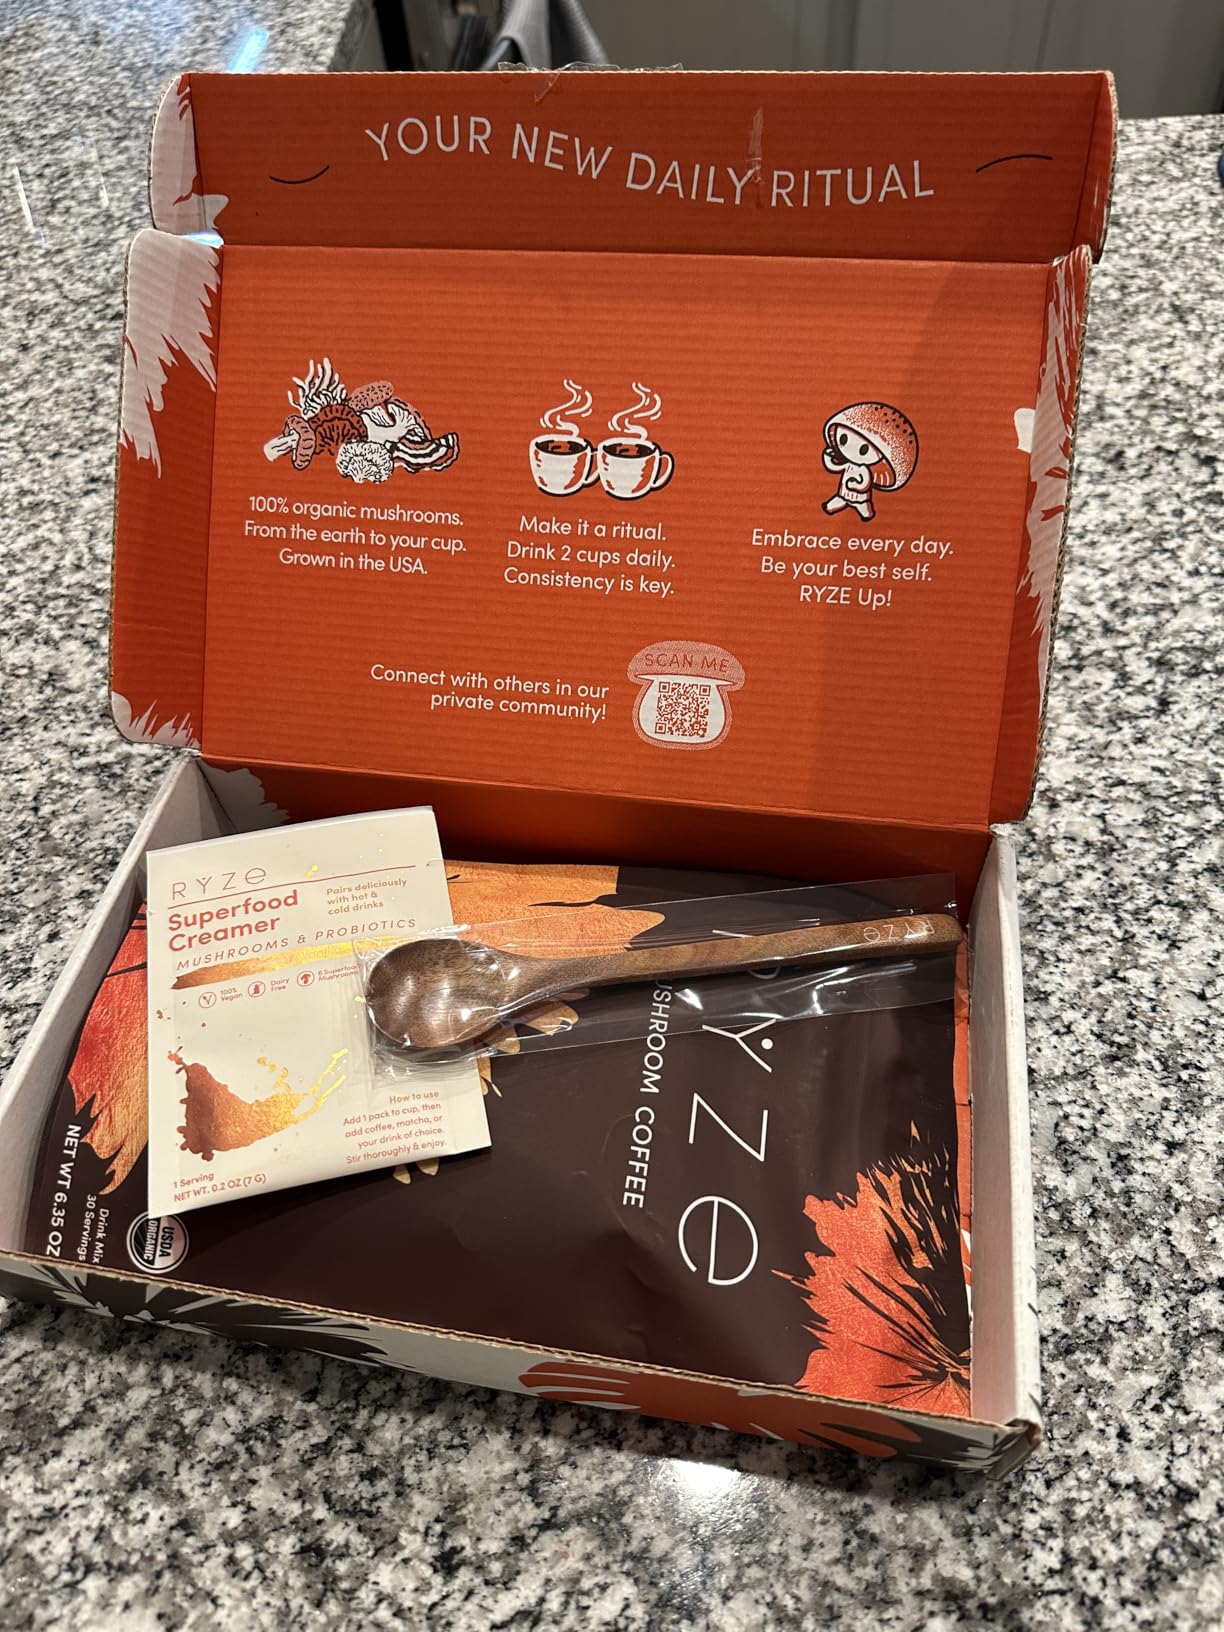 YOUR NEW DAILY RITUAL
100% organic mushrooms.
From the earth to your cup.
Grown in the USA.
Make it a ritual.
Drink 2 cups daily.
Consistency is key.
Embrace every day.
Be your best self.
RYZE Up!
Connect with others in our
private community!
SCAN ME
RYZe
Superfood
Creamer
Pairs deliciously
with hot &
cold drinks
MUSHROOMS & PROBIOTICS
100%
Vegan
Dairy
Free
6 Superfood
Mushrooms
How to use
Add 1 pack to cup, then
add coffee, matcha, or
your drink of choice.
Stir thoroughly & enjoy.
1 Serving
NET WT. 0.2 OZ (7 G)
RYZe
RYZe
MUSHROOM COFFEE
USDA
ORGANIC
Drink Mix
30 Servings
NET WT 6.35 OZ